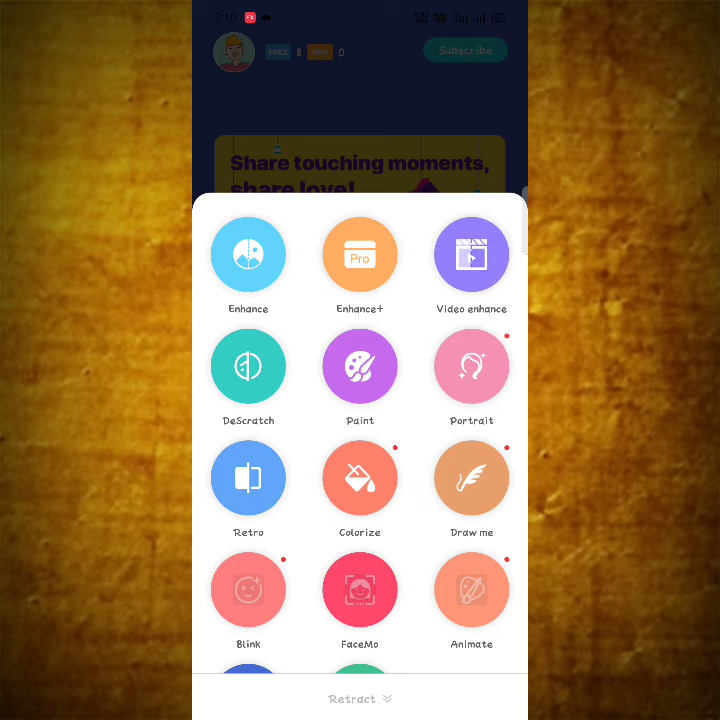 7:10
FREE 8 PRO 0
Subscribe
Share touching moments,
share love!
Pro
Enhance Enhance+ Video enhance
DeScratch Paint Portrait
Retro Colorize Draw me
Blink FaceMo Animate
Retract